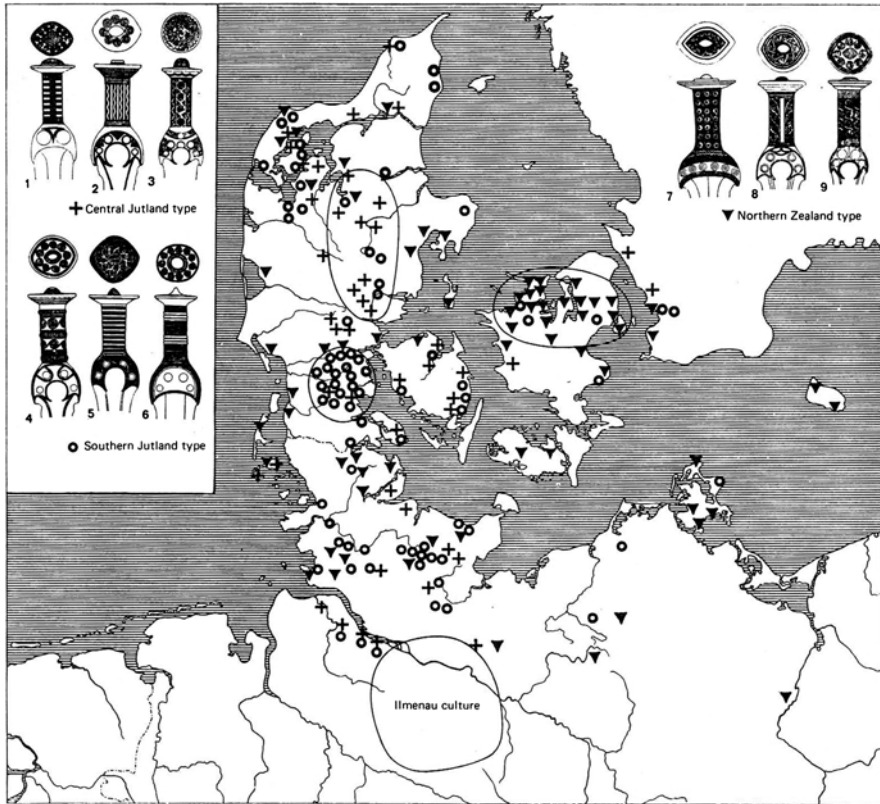 1
2
3
+ Central Jutland type
4
5
6
o Southern Jutland type
7
8
9
▼ Northern Zealand type
Ilmenau culture